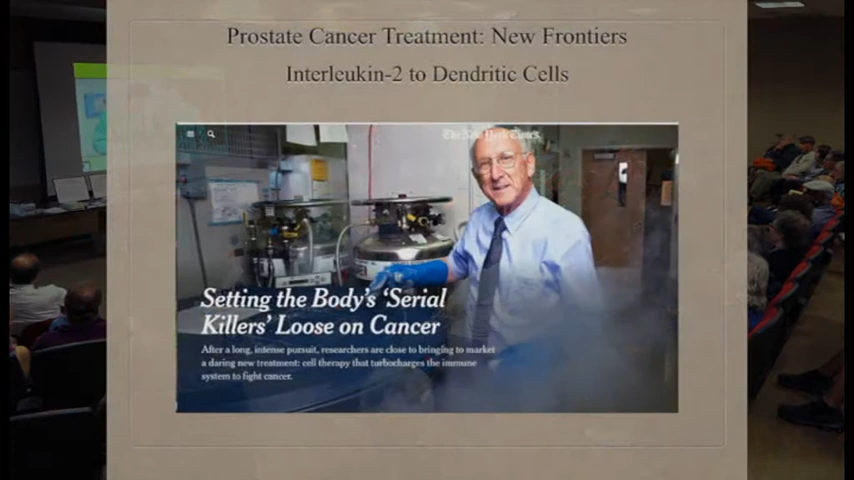 Prostate Cancer Treatment: New Frontiers
Interleukin-2 to Dendritic Cells
The New York Times
Setting the Body's 'Serial
Killers' Loose on Cancer
After a long, intense pursuit, researchers are close to bringing to market
a daring new treatment: cell therapy that turbocharges the immune
system to fight cancer.